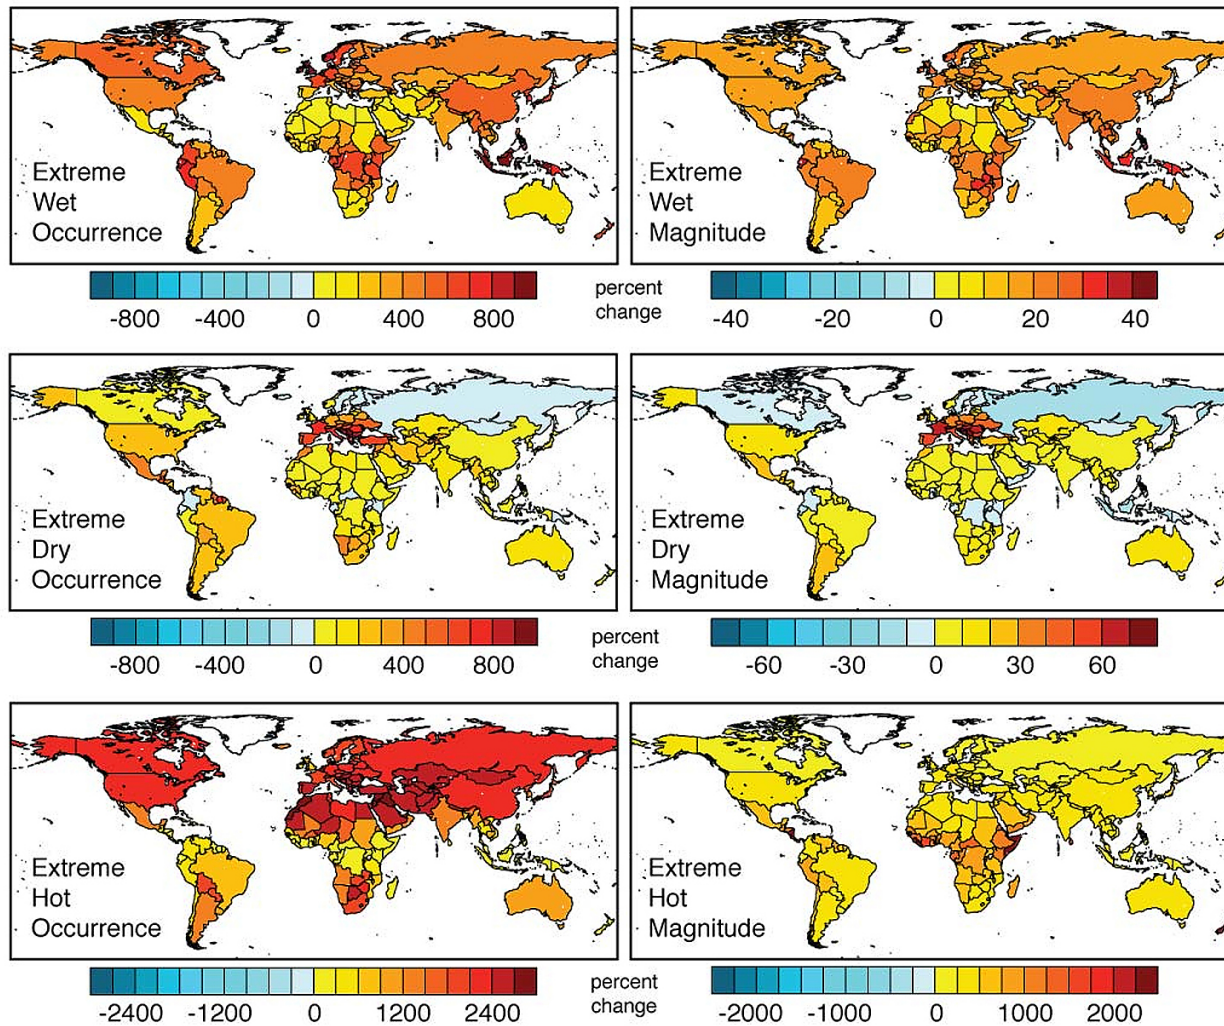 Extreme
Wet
Occurrence
Extreme
Wet
Magnitude
-800 -400 0 400 800
percent
change
-40 -20 0 20 40
Extreme
Dry
Occurrence
Extreme
Dry
Magnitude
-800 -400 0 400 800
percent
change
-60 -30 0 30 60
Extreme
Hot
Occurrence
Extreme
Hot
Magnitude
-2400 -1200 0 1200 2400
percent
change
-2000 -1000 0 1000 2000